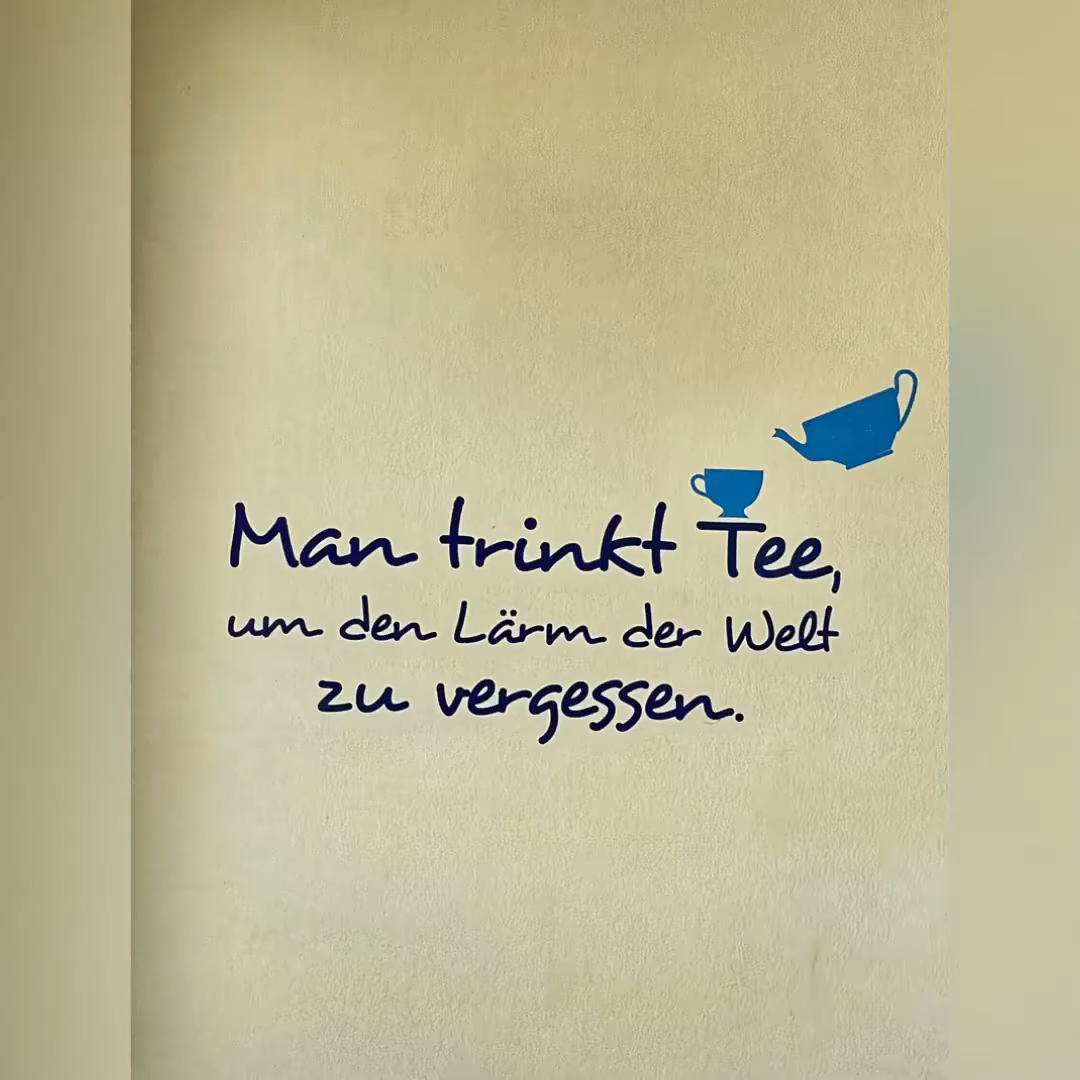 Man trinkt Tee,
um den Lärm der Welt
zu vergessen.